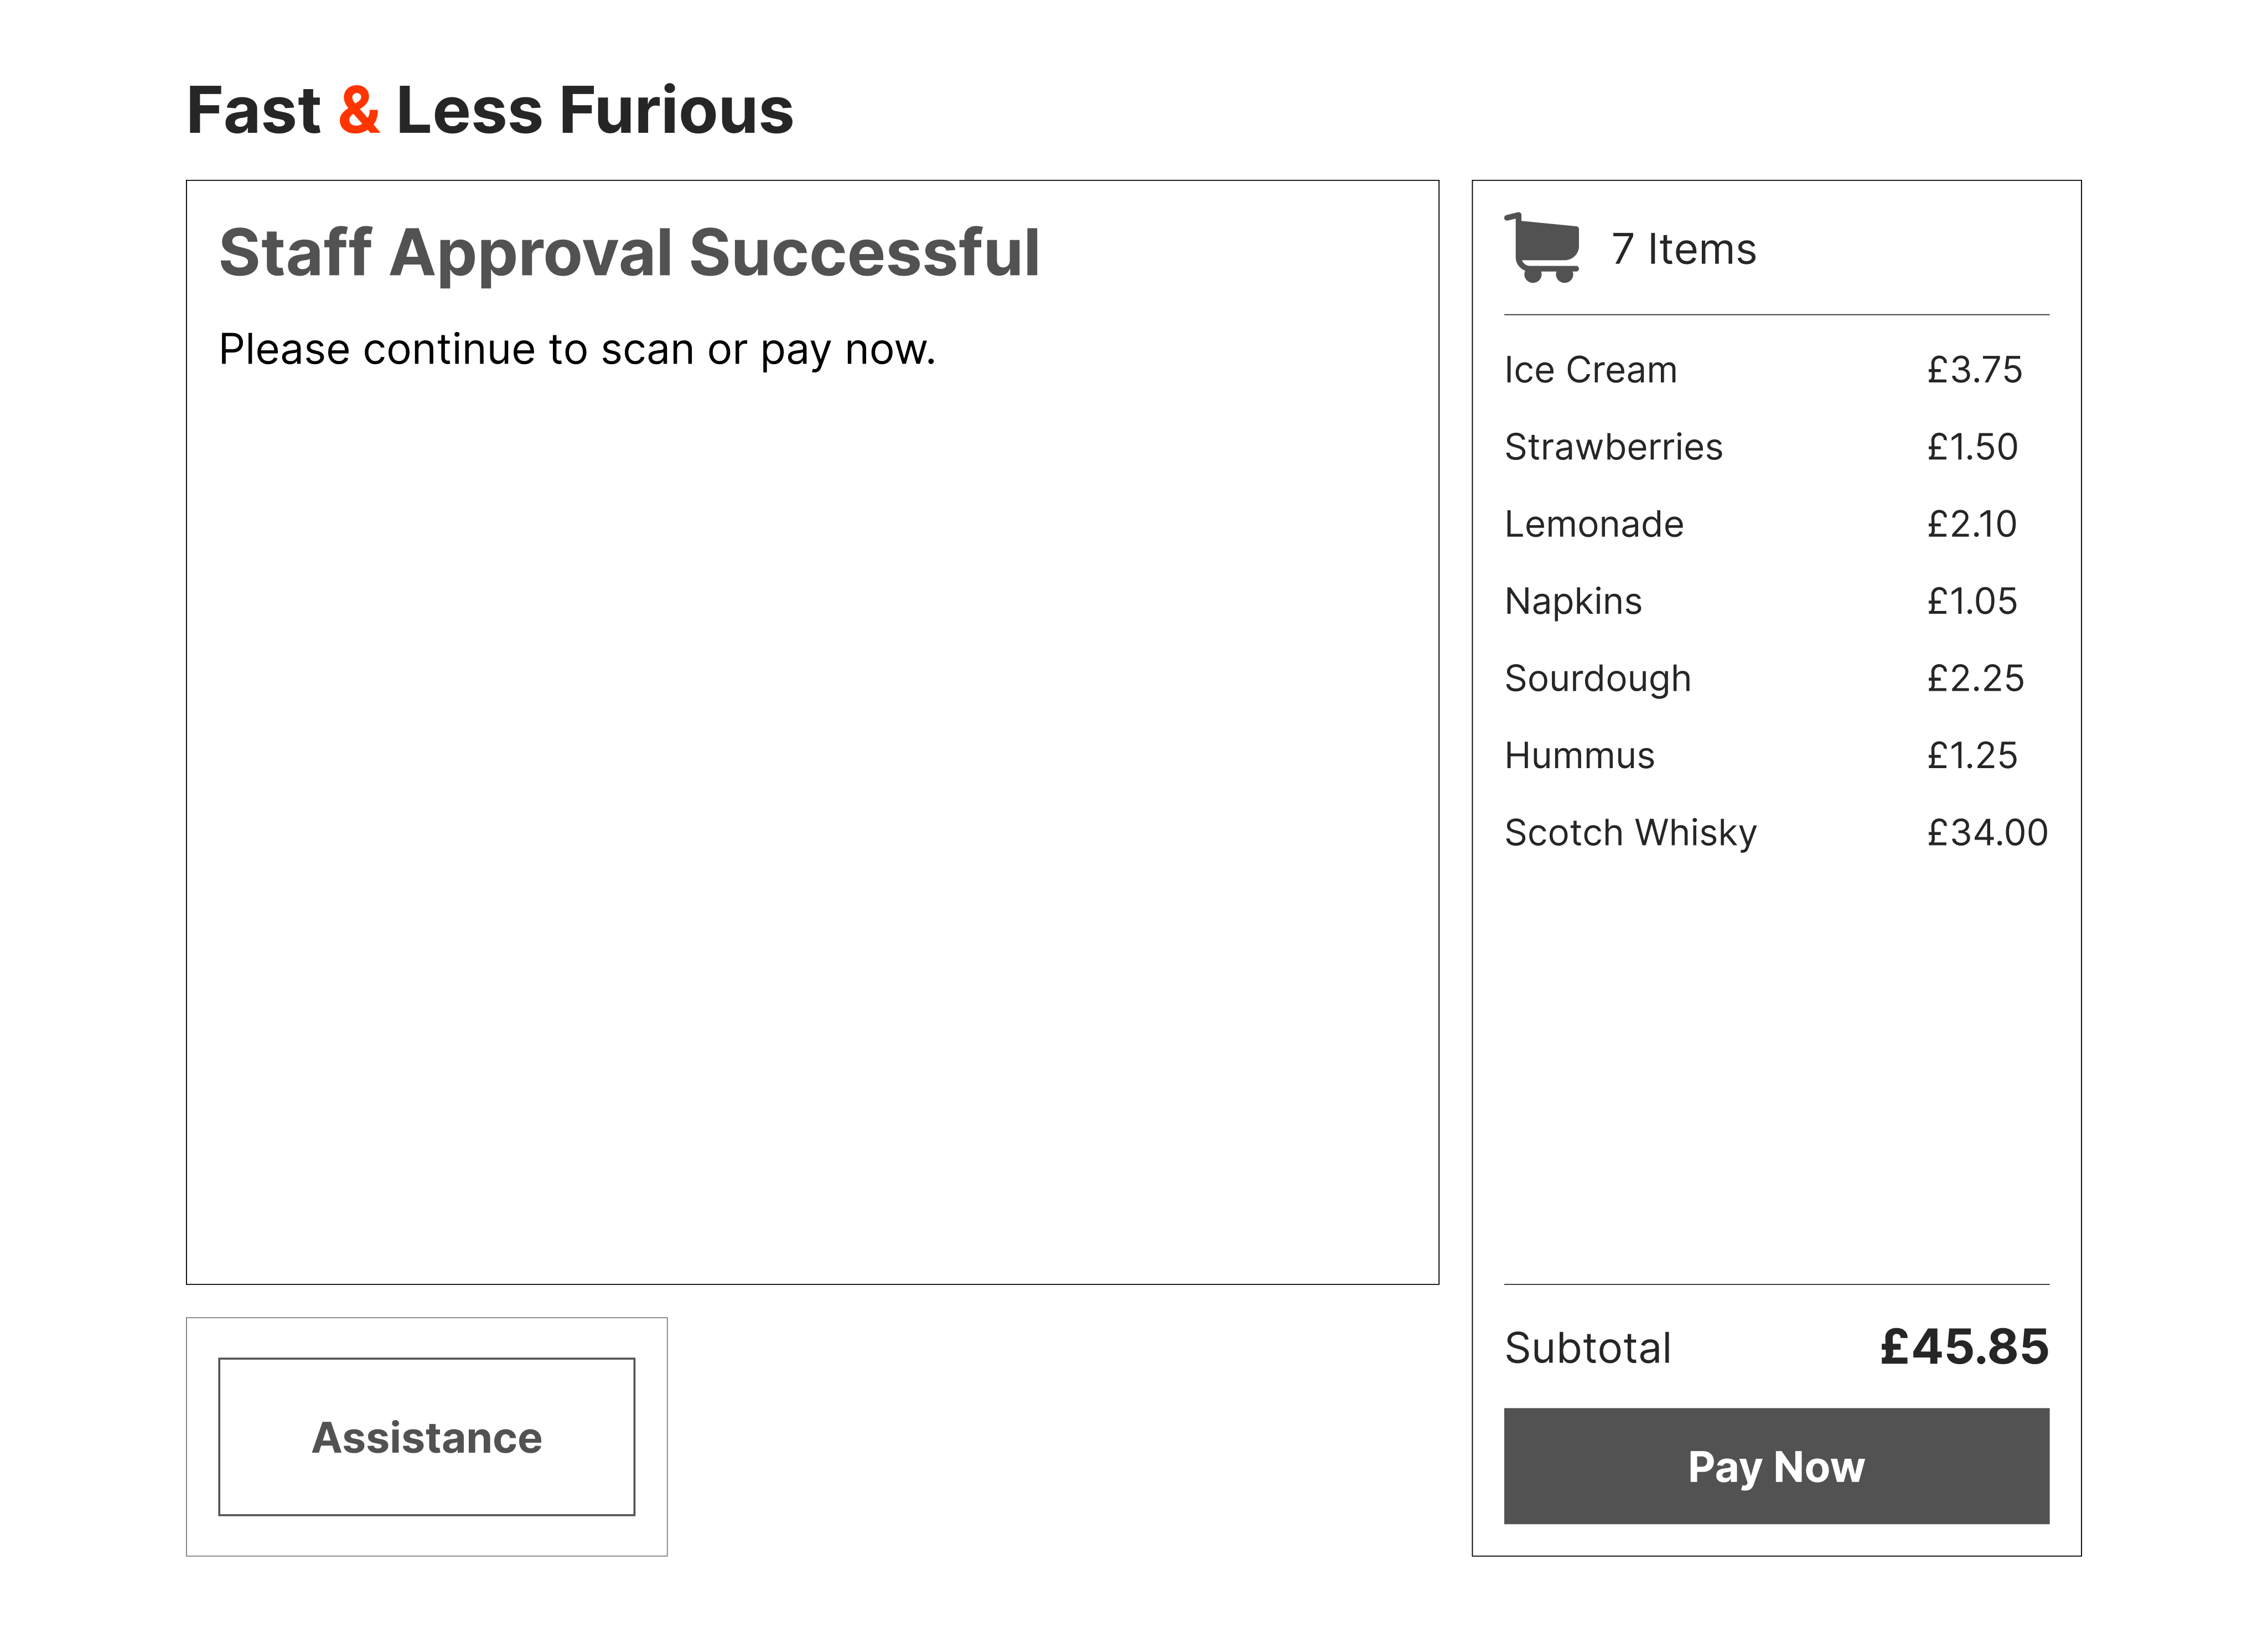 Fast & Less Furious
Staff Approval Successful
Please continue to scan or pay now.
Assistance
7 Items
Ice Cream £3.75
Strawberries £1.50
Lemonade £2.10
Napkins £1.05
Sourdough £2.25
Hummus £1.25
Scotch Whisky £34.00
Subtotal £45.85
Pay Now